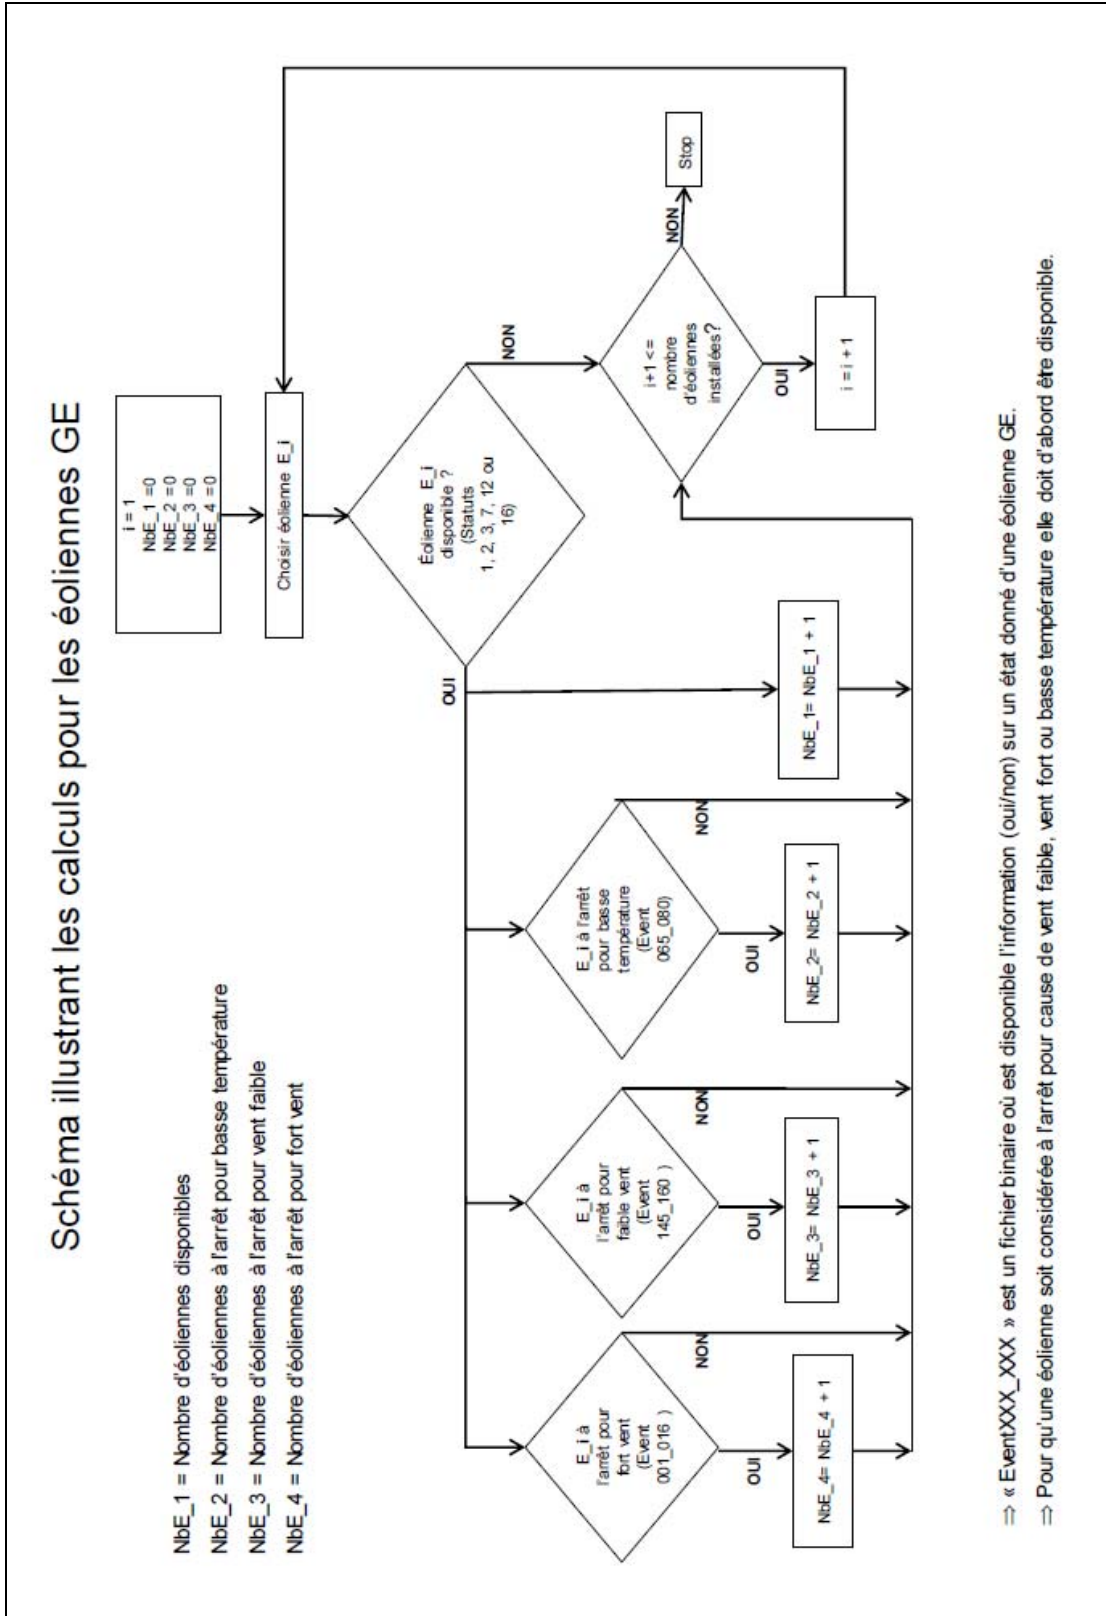 Schéma illustrant les calculs pour les éoliennes GE
NbE_1 = Nombre d'éoliennes disponibles
NbE_2 = Nombre d'éoliennes à l'arrêt pour basse température
NbE_3 = Nombre d'éoliennes à l'arrêt pour vent faible
NbE_4 = Nombre d'éoliennes à l'arrêt pour fort vent
i = 1
NbE_1 =0
NbE_2 =0
NbE_3 =0
NbE_4 =0
Choisir éolienne E_i
Éolienne E_i
disponible ?
(Statuts
1, 2, 3, 7, 12 ou
16)
OUI
NON
E_i à
l'arrêt pour
fort vent
(Event
001_016 )
NON
OUI
NbE_4= NbE_4 + 1
E_i à
l'arrêt pour
faible vent
(Event
145_160 )
NON
OUI
NbE_3= NbE_3 + 1
E_i à l'arrêt
pour basse
température
(Event
065_080)
NON
OUI
NbE_2= NbE_2 + 1
NbE_1= NbE_1 + 1
i+1 <=
nombre
d'éoliennes
installées?
NON
Stop
OUI
i = i + 1
⇒ « EventXXX_XXX » est un fichier binaire où est disponible l'information (oui/non) sur un état donné d'une éolienne GE.
⇒ Pour qu'une éolienne soit considérée à l'arrêt pour cause de vent faible, vent fort ou basse température elle doit d'abord être disponible.